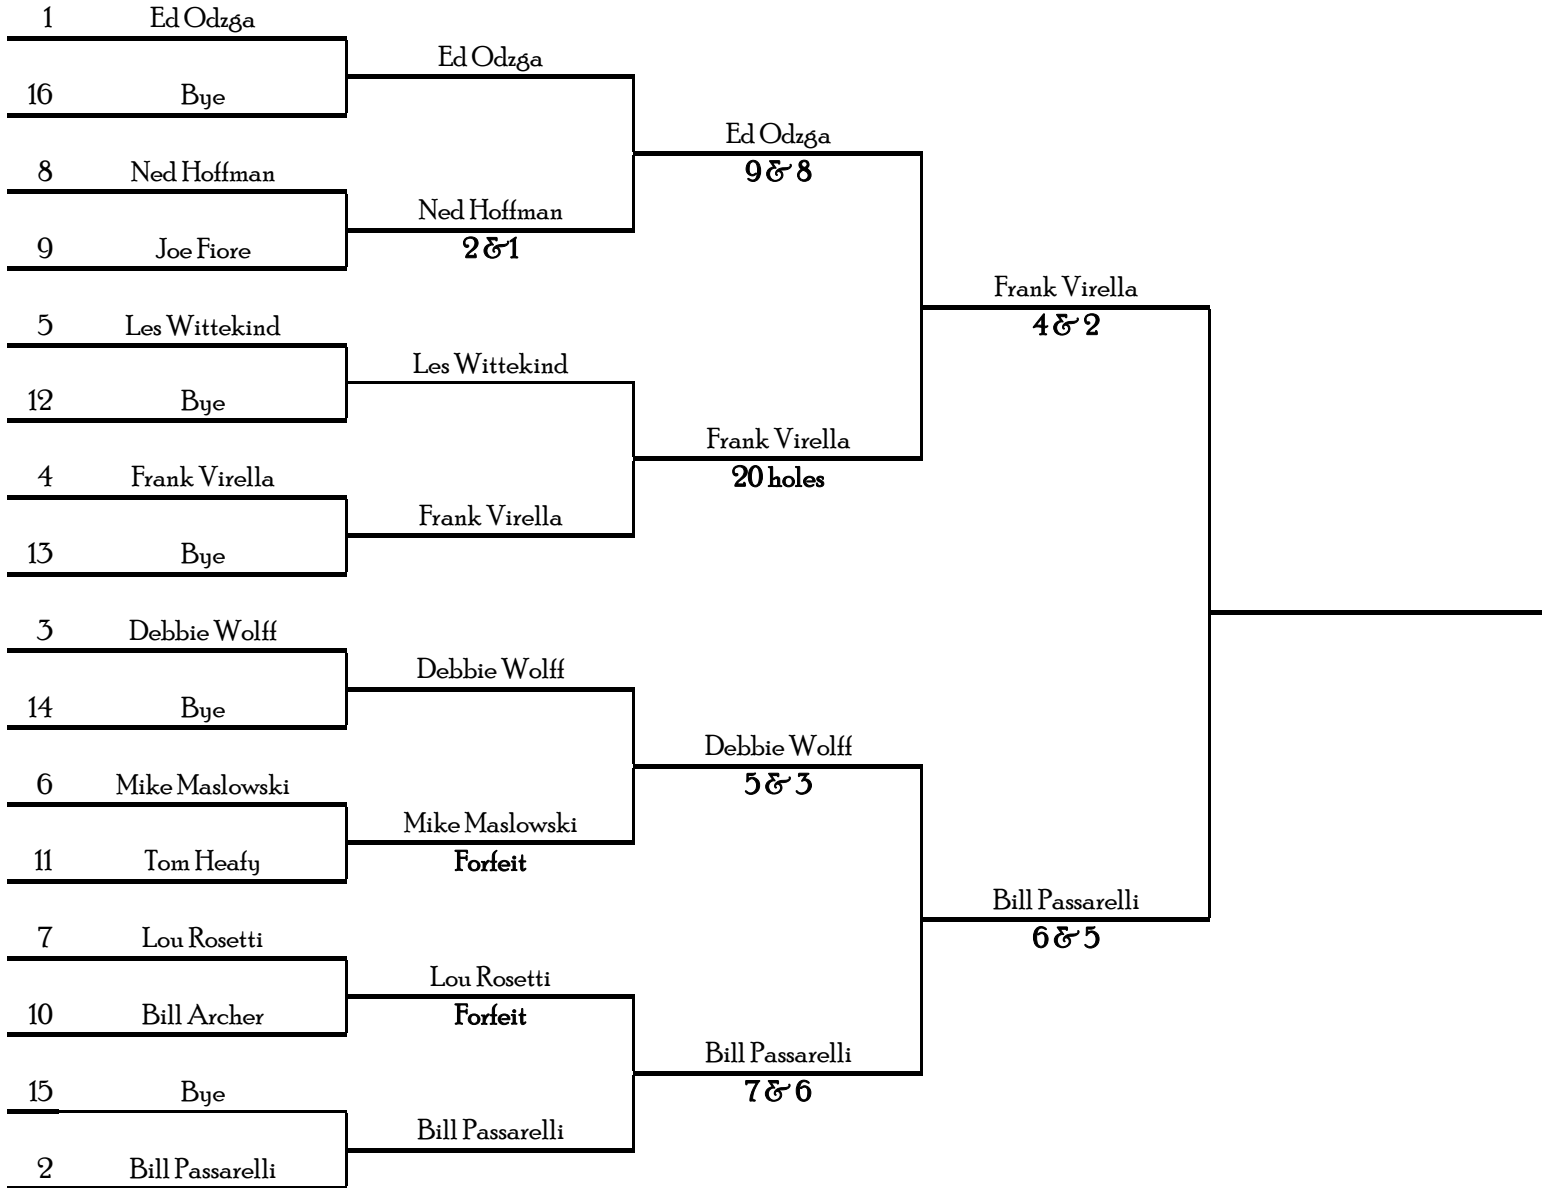 1 Ed Odzga
Ed Odzga
16 Bye
Ed Odzga
9 & 8
8 Ned Hoffman
Ned Hoffman
2 & 1
9 Joe Fiore
Frank Virella
4 & 2
5 Les Wittekind
Les Wittekind
12 Bye
Frank Virella
20 holes
4 Frank Virella
Frank Virella
13 Bye
3 Debbie Wolff
Debbie Wolff
14 Bye
Debbie Wolff
5 & 3
6 Mike Maslowski
Mike Maslowski
Forfeit
11 Tom Heafy
Bill Passarelli
6 & 5
7 Lou Rosetti
Lou Rosetti
Forfeit
10 Bill Archer
Bill Passarelli
7 & 6
15 Bye
Bill Passarelli
2 Bill Passarelli